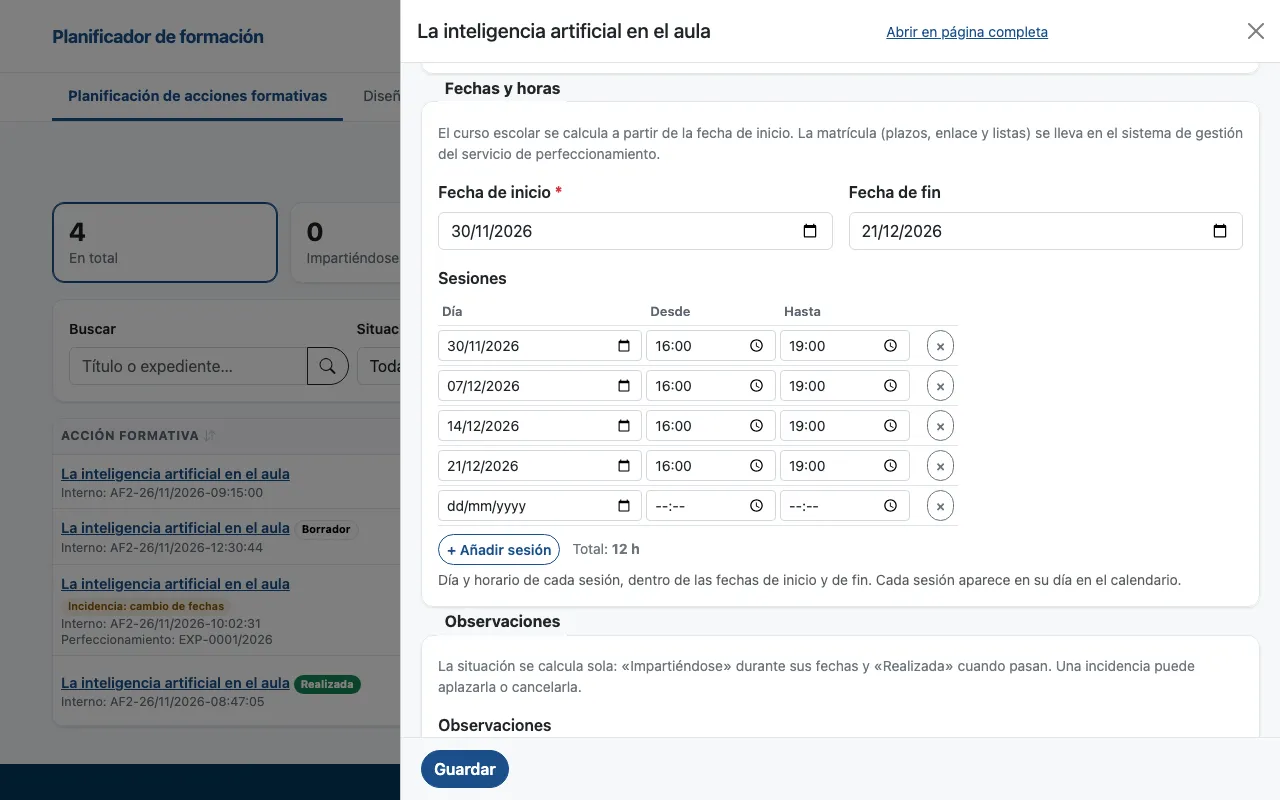 Planificador de formación
Planificación de acciones formativas
Diseñ
4
En total
0
Impartiéndose
Buscar
Situac
Título o expediente...
Toda
ACCIÓN FORMATIVA
La inteligencia artificial en el aula
Interno: AF2-26/11/2026-09:15:00
La inteligencia artificial en el aula Borrador
Interno: AF2-26/11/2026-12:30:44
La inteligencia artificial en el aula
Incidencia: cambio de fechas
Interno: AF2-26/11/2026-10:02:31
Perfeccionamiento: EXP-0001/2026
La inteligencia artificial en el aula Realizada
Interno: AF2-26/11/2026-08:47:05
La inteligencia artificial en el aula
Abrir en página completa
Fechas y horas
El curso escolar se calcula a partir de la fecha de inicio. La matrícula (plazos, enlace y listas) se lleva en el sistema de gestión
del servicio de perfeccionamiento.
Fecha de inicio * Fecha de fin
30/11/2026 21/12/2026
Sesiones
Día Desde Hasta
30/11/2026 16:00 19:00 ×
07/12/2026 16:00 19:00 ×
14/12/2026 16:00 19:00 ×
21/12/2026 16:00 19:00 ×
dd/mm/yyyy --:-- --:-- ×
+ Añadir sesión Total: 12 h
Día y horario de cada sesión, dentro de las fechas de inicio y de fin. Cada sesión aparece en su día en el calendario.
Observaciones
La situación se calcula sola: «Impartiéndose» durante sus fechas y «Realizada» cuando pasan. Una incidencia puede
aplazarla o cancelarla.
Observaciones
Guardar